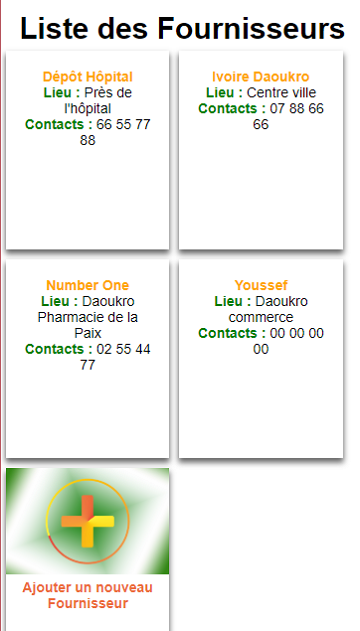 Liste des Fournisseurs
Dépôt Hôpital
Lieu : Près de
l'hôpital
Contacts : 66 55 77
88
Ivoire Daoukro
Lieu : Centre ville
Contacts : 07 88 66
66
Number One
Lieu : Daoukro
Pharmacie de la
Paix
Contacts : 02 55 44
77
Youssef
Lieu : Daoukro
commerce
Contacts : 00 00 00
00
Ajouter un nouveau
Fournisseur